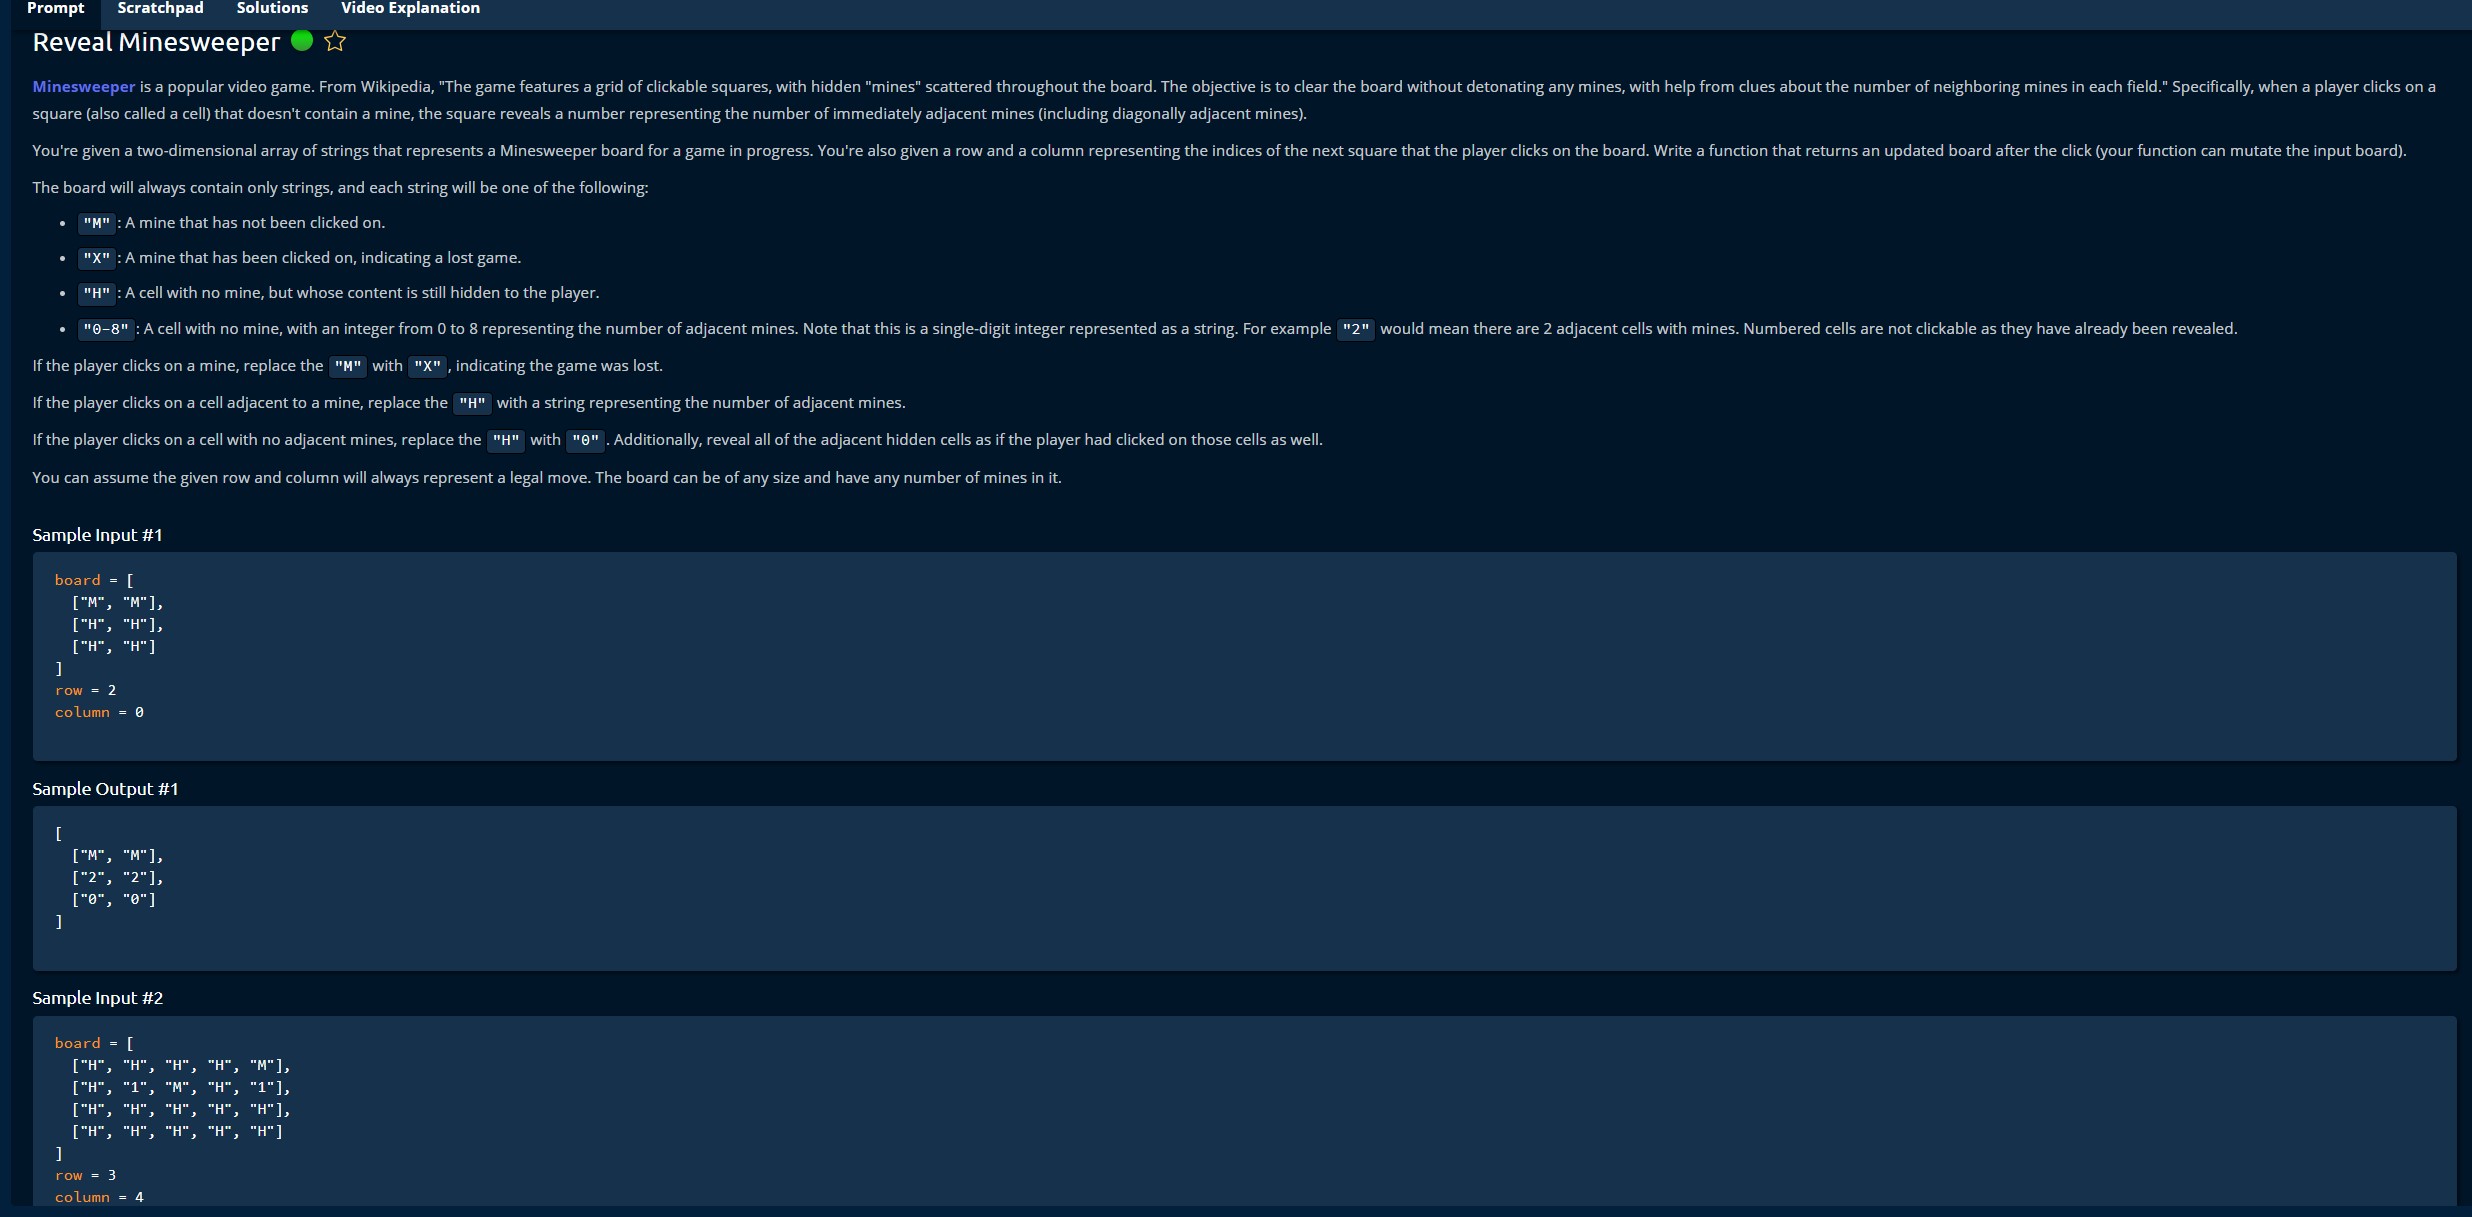 Prompt Scratchpad Solutions Video Explanation
Reveal Minesweeper
Minesweeper is a popular video game. From Wikipedia, "The game features a grid of clickable squares, with hidden "mines" scattered throughout the board. The objective is to clear the board without detonating any mines, with help from clues about the number of neighboring mines in each field." Specifically, when a player clicks on a
square (also called a cell) that doesn't contain a mine, the square reveals a number representing the number of immediately adjacent mines (including diagonally adjacent mines).
You're given a two-dimensional array of strings that represents a Minesweeper board for a game in progress. You're also given a row and a column representing the indices of the next square that the player clicks on the board. Write a function that returns an updated board after the click (your function can mutate the input board).
The board will always contain only strings, and each string will be one of the following:
• "M" : A mine that has not been clicked on.
• "X" : A mine that has been clicked on, indicating a lost game.
• "H" : A cell with no mine, but whose content is still hidden to the player.
• "0-8" : A cell with no mine, with an integer from 0 to 8 representing the number of adjacent mines. Note that this is a single-digit integer represented as a string. For example "2" would mean there are 2 adjacent cells with mines. Numbered cells are not clickable as they have already been revealed.
If the player clicks on a mine, replace the "M" with "X" , indicating the game was lost.
If the player clicks on a cell adjacent to a mine, replace the "H" with a string representing the number of adjacent mines.
If the player clicks on a cell with no adjacent mines, replace the "H" with "0" . Additionally, reveal all of the adjacent hidden cells as if the player had clicked on those cells as well.
You can assume the given row and column will always represent a legal move. The board can be of any size and have any number of mines in it.
Sample Input #1
board = [
["M", "M"],
["H", "H"],
["H", "H"]
]
row = 2
column = 0
Sample Output #1
[
["M", "M"],
["2", "2"],
["0", "0"]
]
Sample Input #2
board = [
["H", "H", "H", "H", "M"],
["H", "1", "M", "H", "1"],
["H", "H", "H", "H", "H"],
["H", "H", "H", "H", "H"]
]
row = 3
column = 4